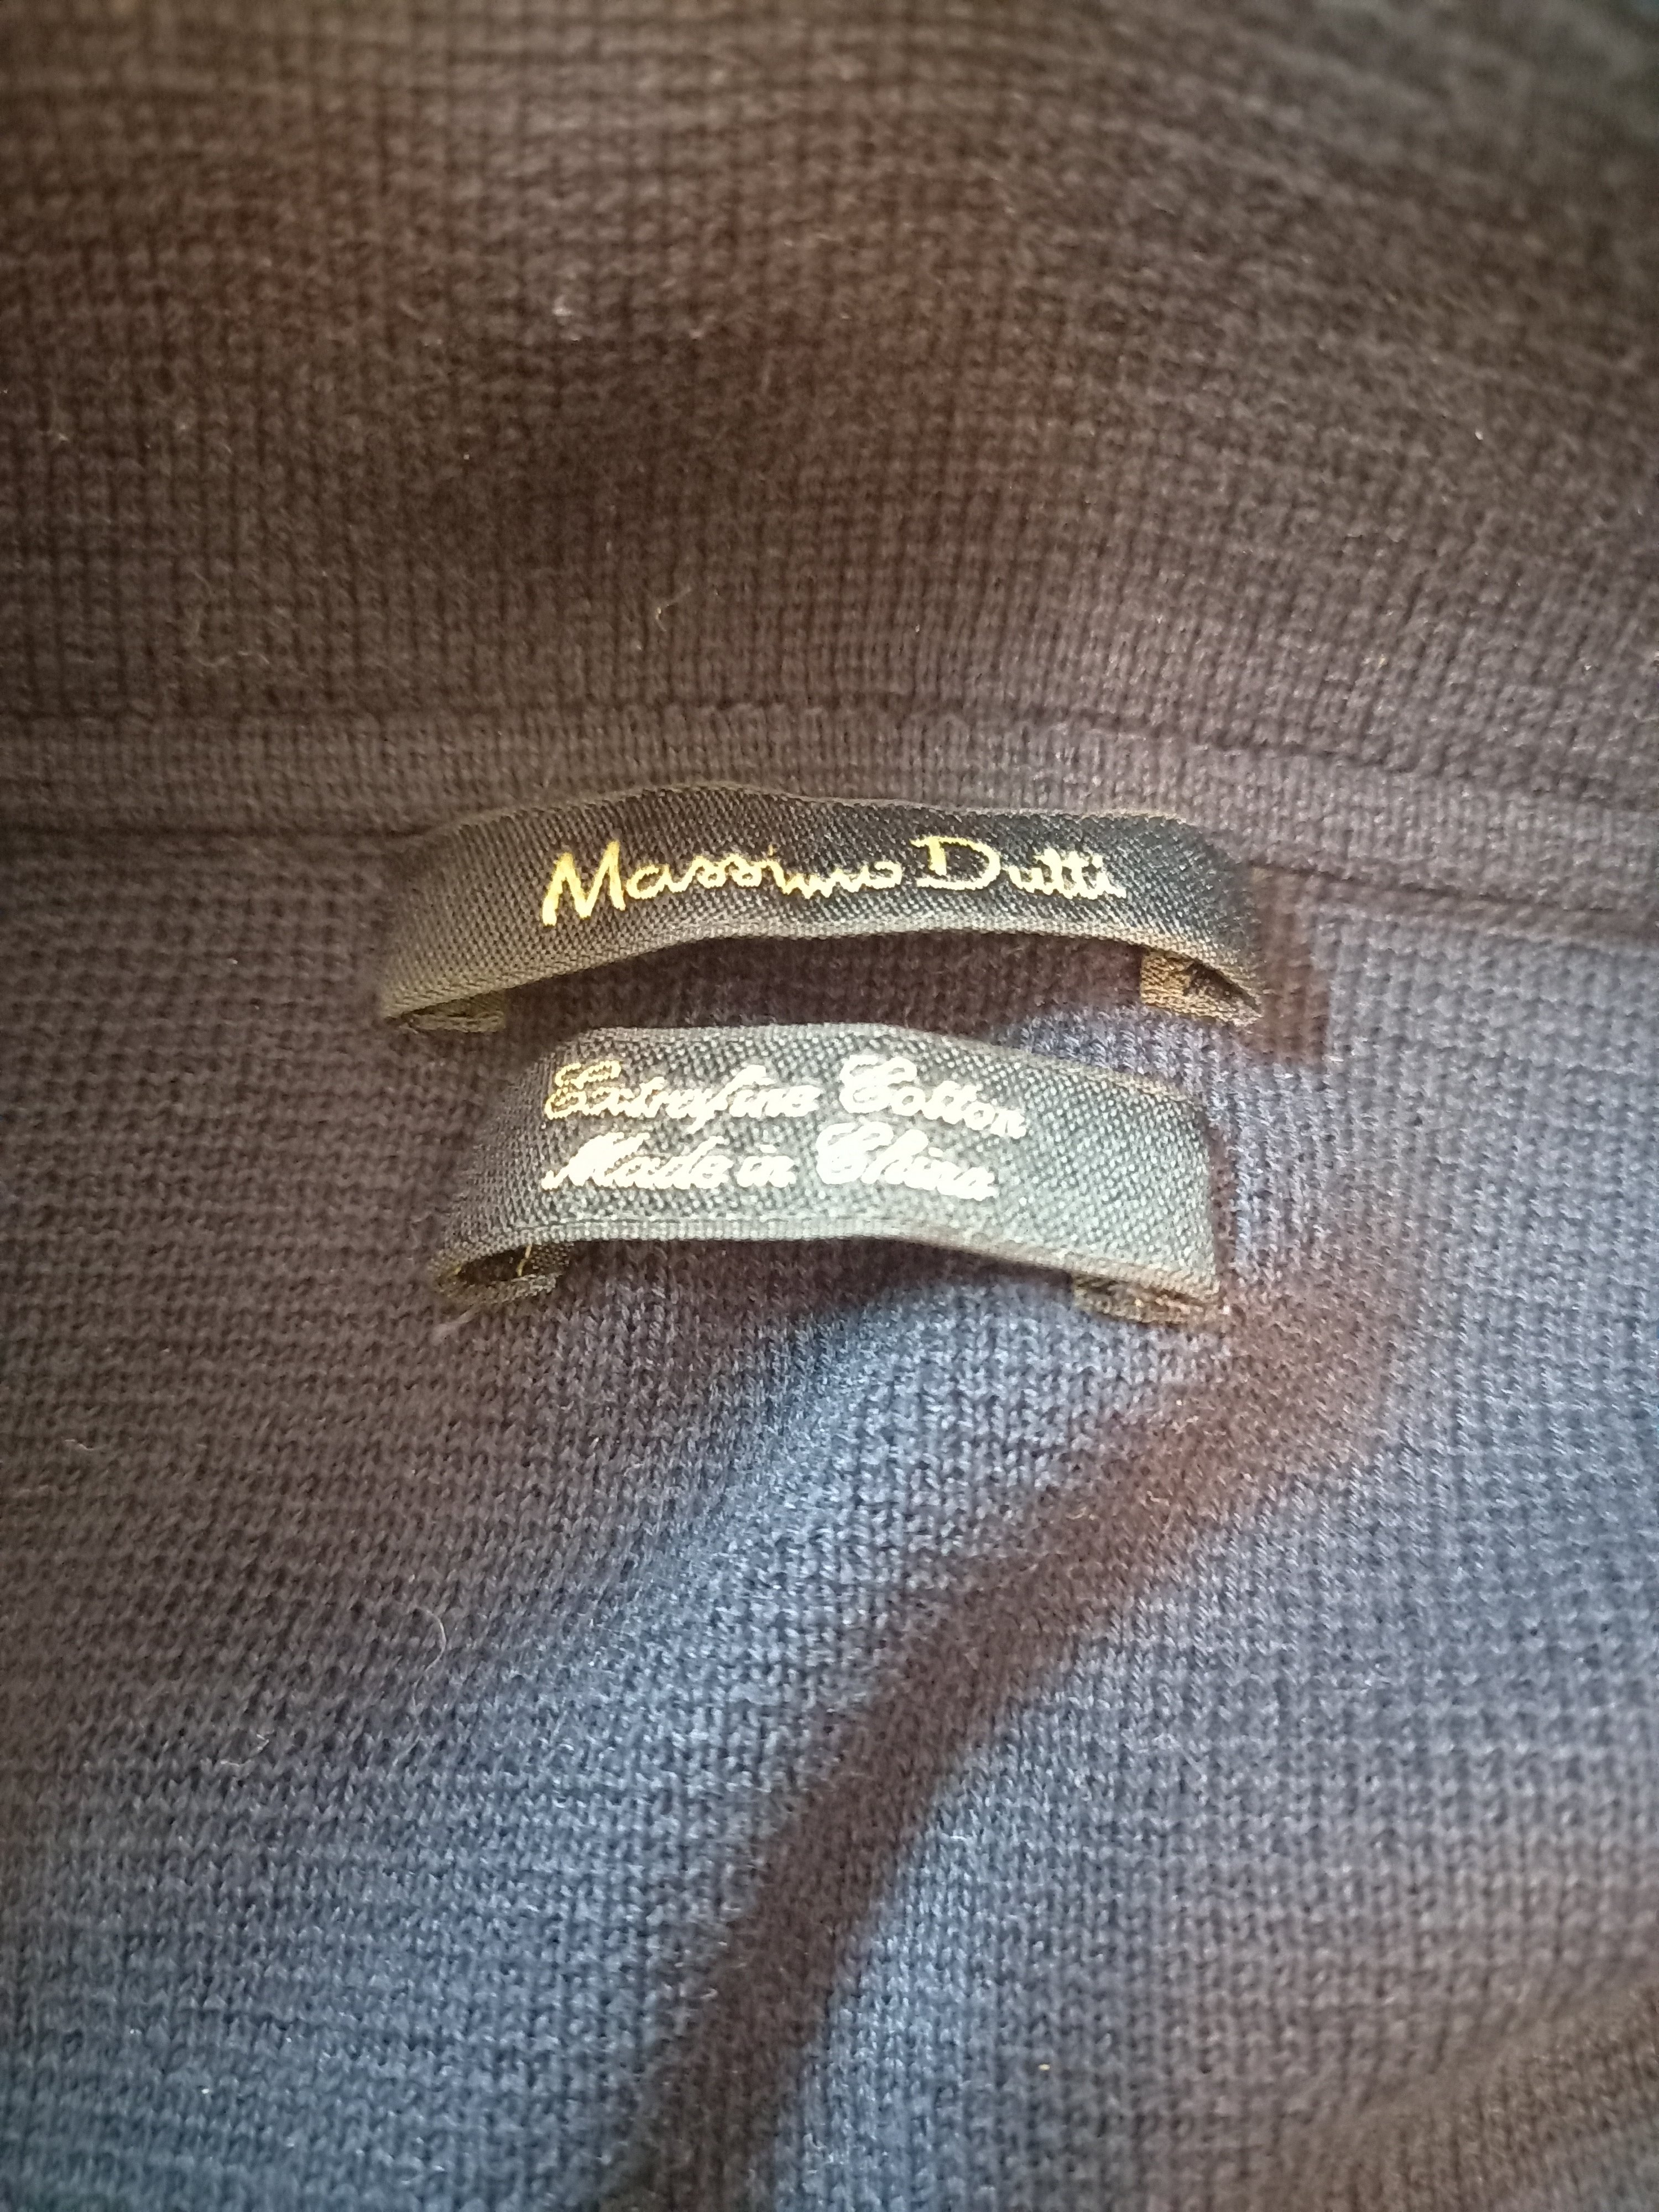 Massimo Dutti
Extrafine Cotton
Made in China